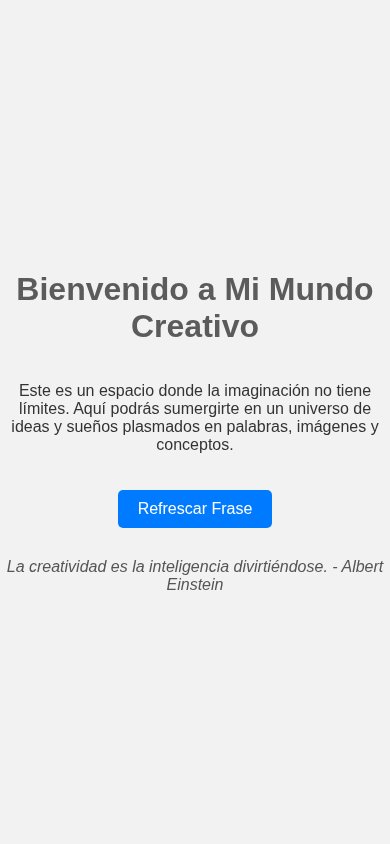 Bienvenido a Mi Mundo
Creativo
Este es un espacio donde la imaginación no tiene
límites. Aquí podrás sumergirte en un universo de
ideas y sueños plasmados en palabras, imágenes y
conceptos.
Refrescar Frase
La creatividad es la inteligencia divirtiéndose. - Albert
Einstein